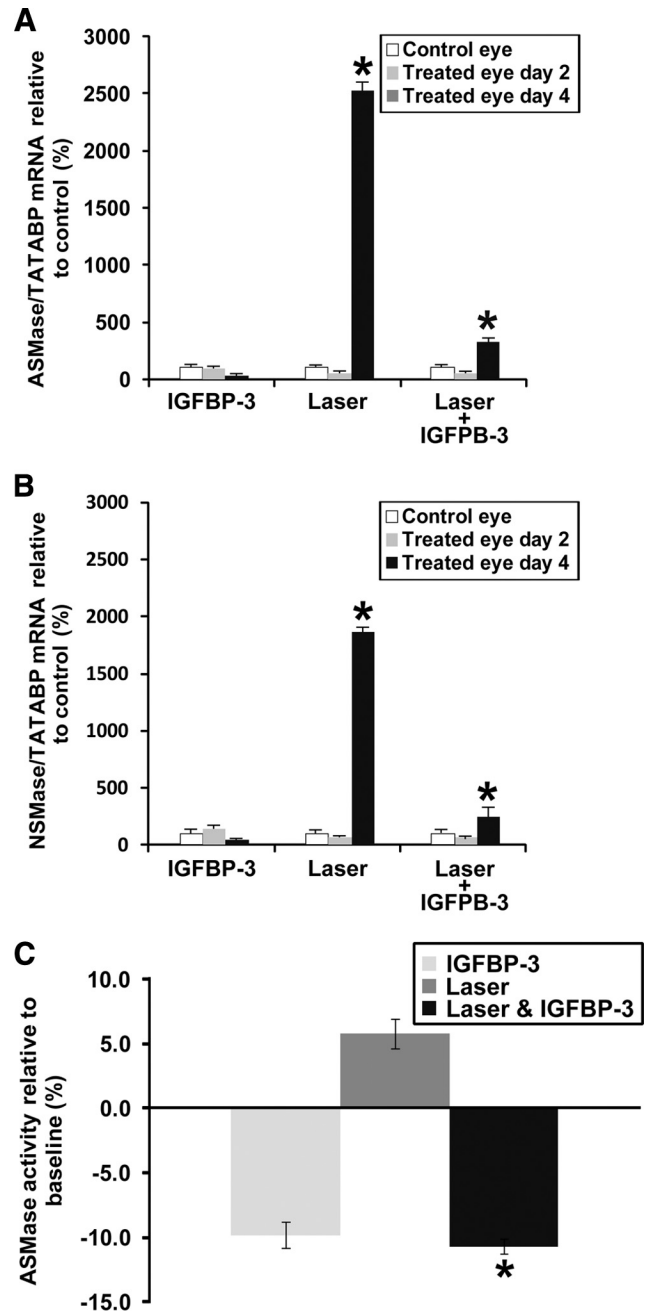 A
ASMase/TATABP mRNA relative
to control (%)
3000
2500
2000
1500
1000
500
0
Control eye
Treated eye day 2
Treated eye day 4
*
*
IGFBP-3
Laser
Laser
+
IGFPB-3
B
NSMase/TATABP mRNA relative
to control (%)
3000
2500
2000
1500
1000
500
0
Control eye
Treated eye day 2
Treated eye day 4
*
*
IGFBP-3
Laser
Laser
+
IGFPB-3
C
ASMase activity relative to
baseline (%)
10.0
5.0
0.0
-5.0
-10.0
-15.0
IGFBP-3
Laser
Laser & IGFBP-3
*